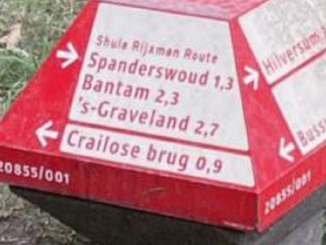 Shula Rijxman Route
Spanderswoud 1,3
Bantam 2,3
's-Graveland 2,7
Crailose brug 0,9
20855/001
Hilversum
20855/001